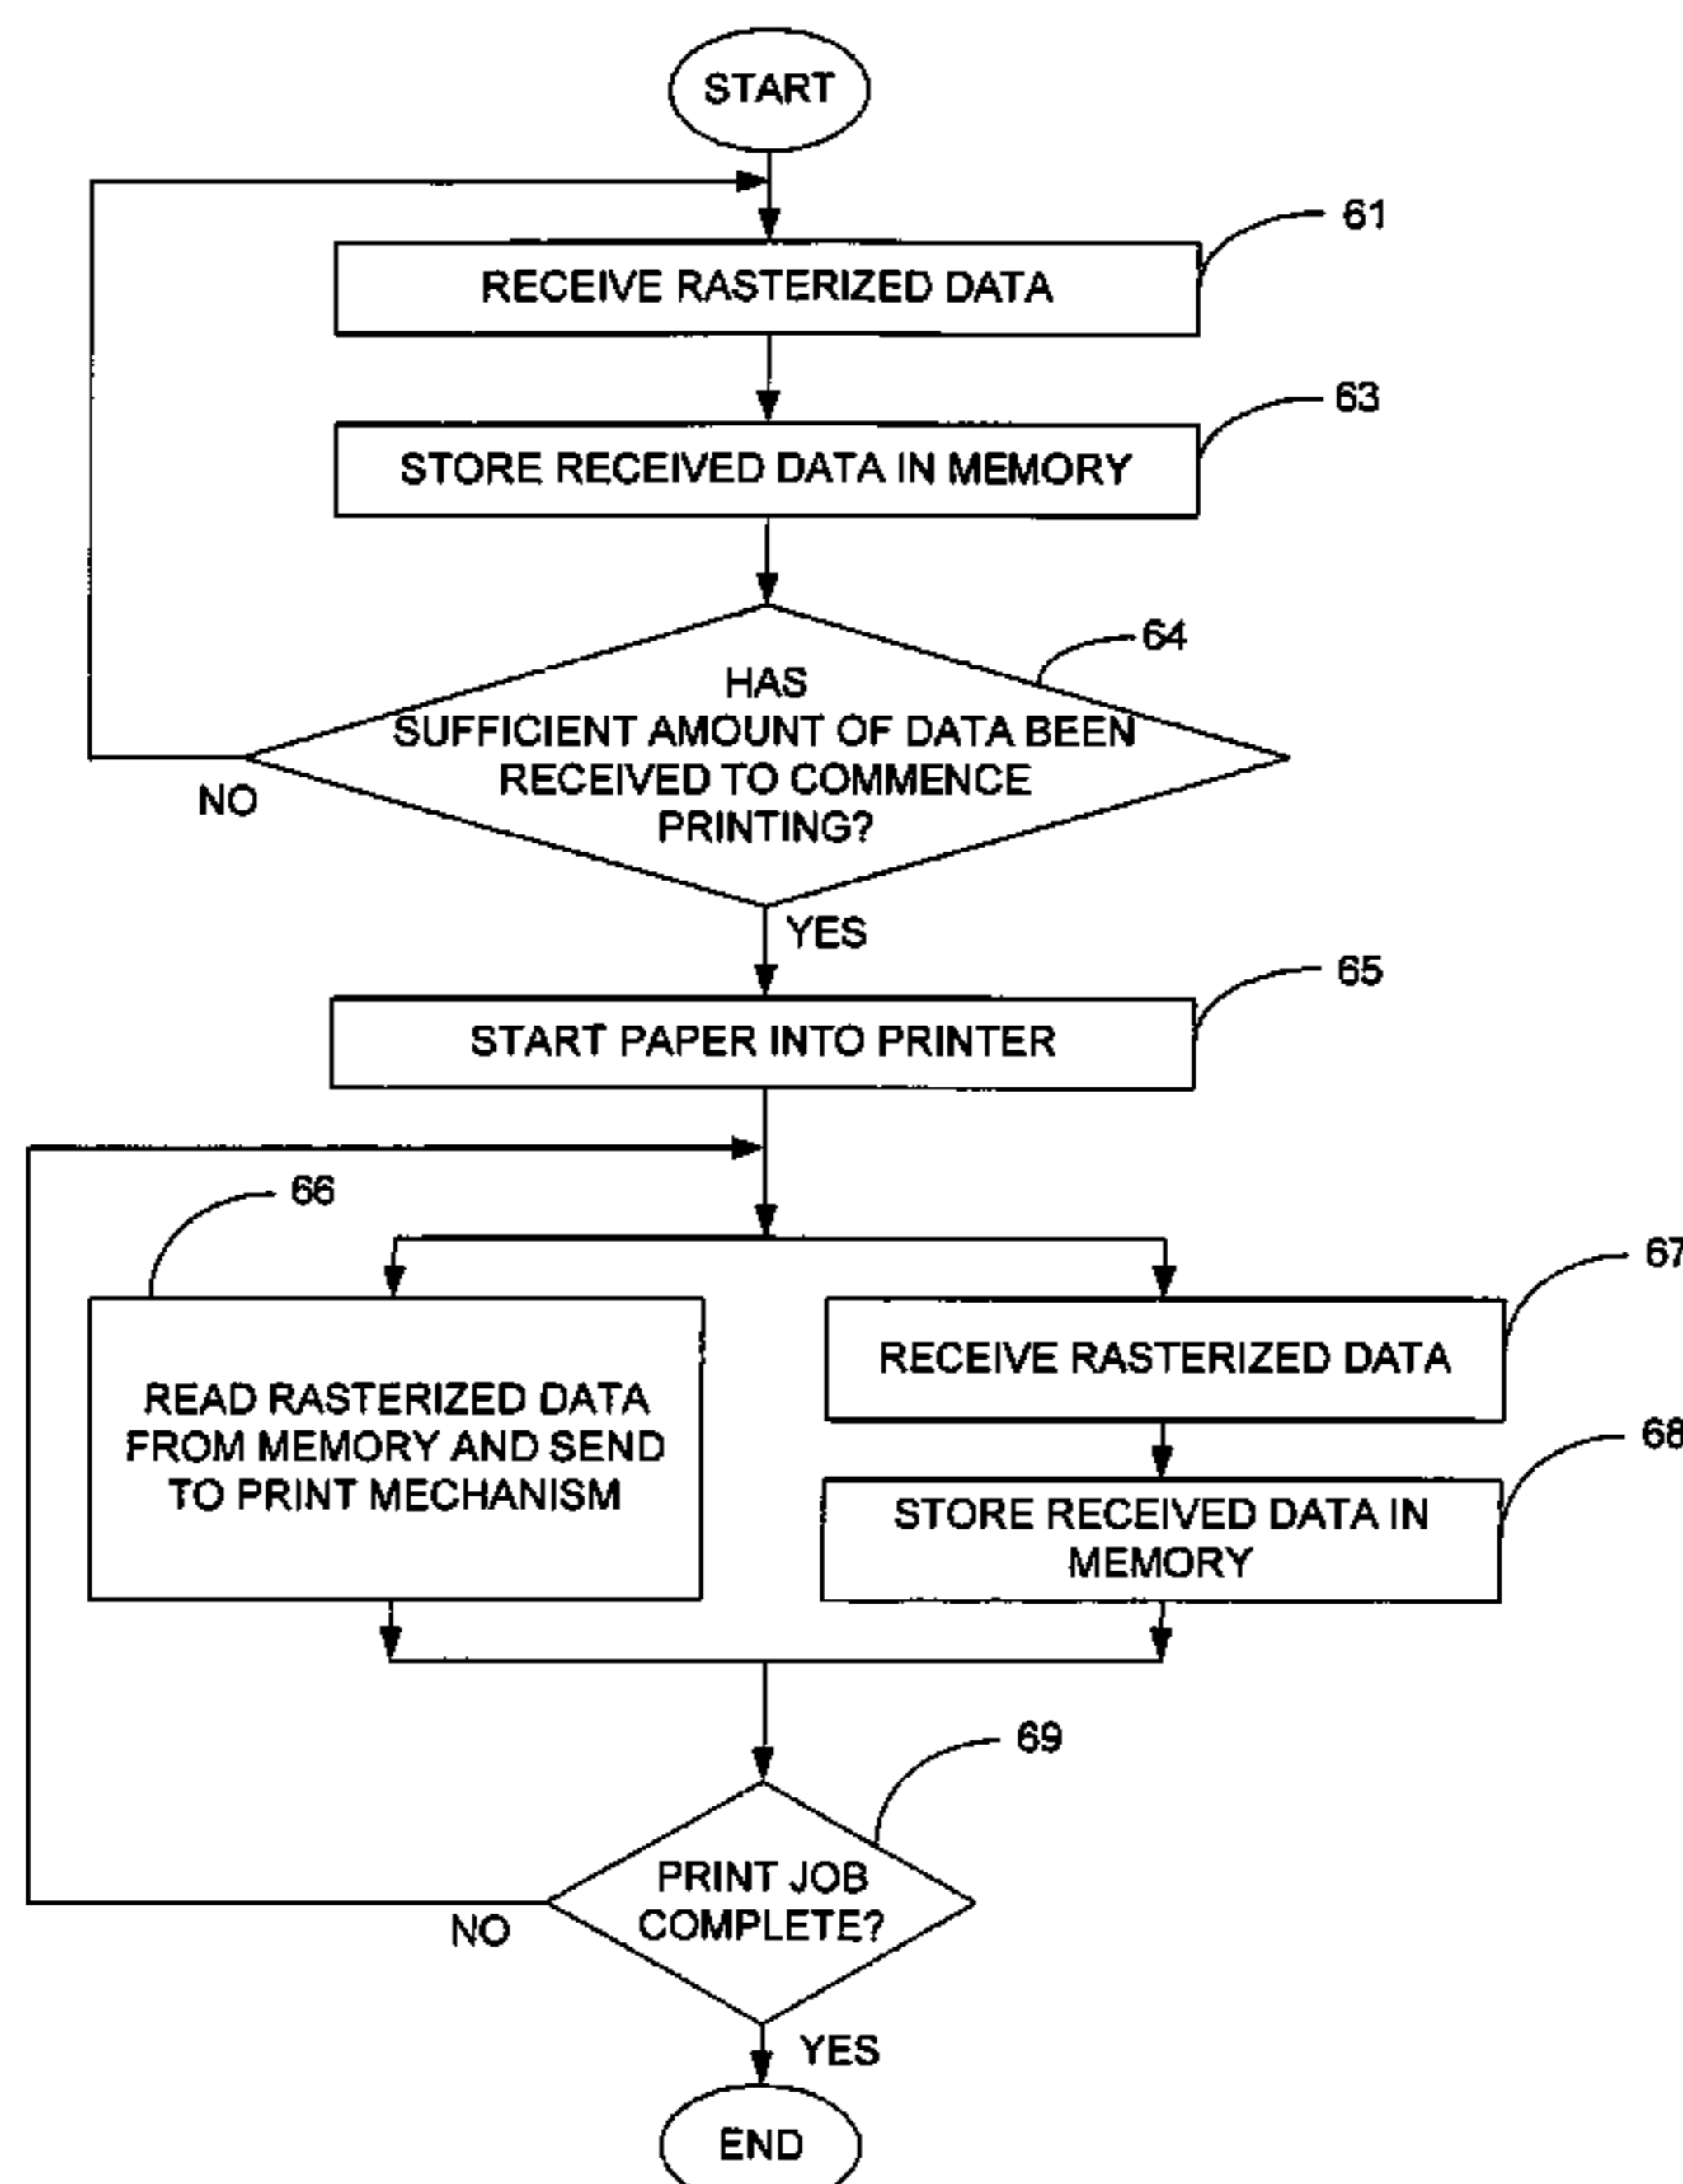 START
61
RECEIVE RASTERIZED DATA
63
STORE RECEIVED DATA IN MEMORY
64
HAS
SUFFICIENT AMOUNT OF DATA BEEN
RECEIVED TO COMMENCE
PRINTING?
NO
YES
65
START PAPER INTO PRINTER
66
67
READ RASTERIZED DATA
FROM MEMORY AND SEND
TO PRINT MECHANISM
RECEIVE RASTERIZED DATA
68
STORE RECEIVED DATA IN
MEMORY
69
PRINT JOB
COMPLETE?
NO
YES
END